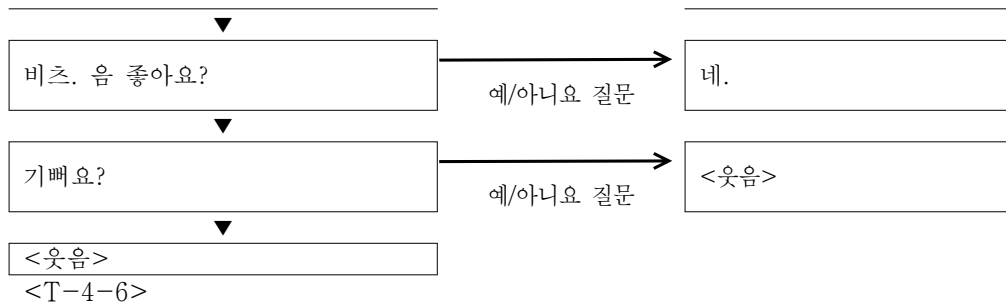 ▼
비츠. 음 좋아요?
예/아니요 질문
네.
▼
기뻐요?
예/아니요 질문
<웃음>
▼
<웃음>
<T-4-6>